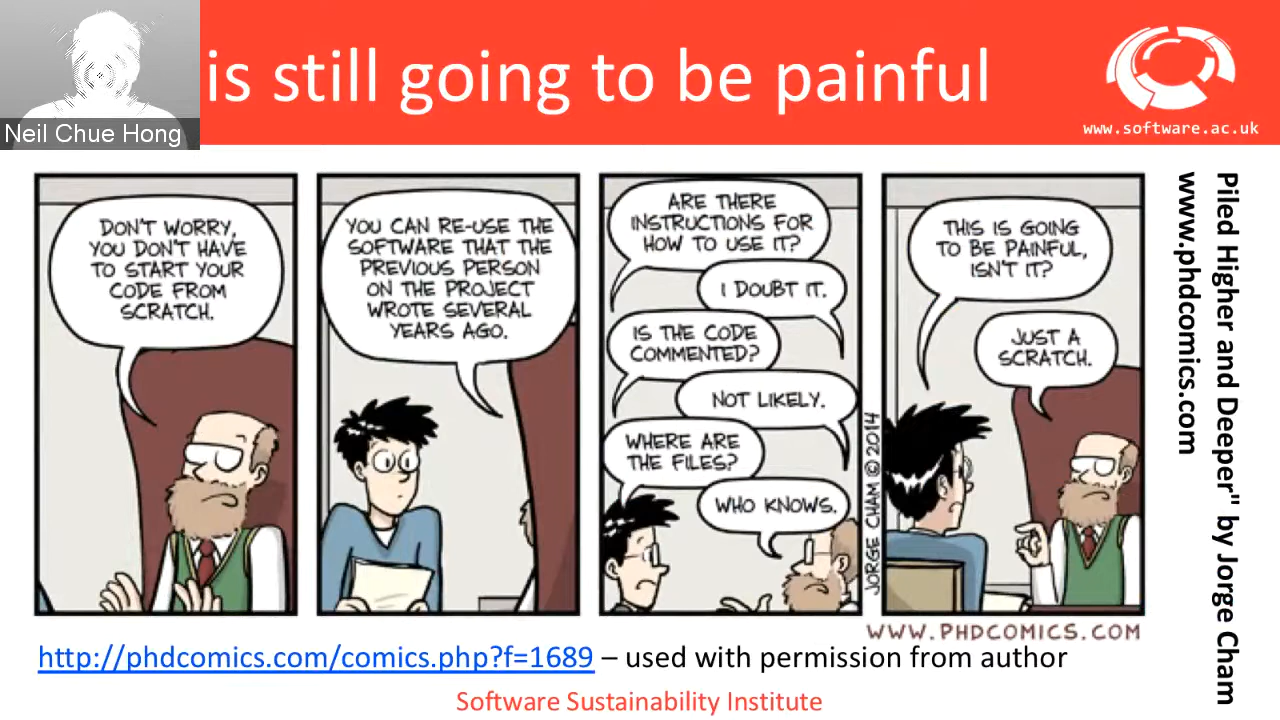 is still going to be painful
Neil Chue Hong
www.software.ac.uk
DON'T WORRY,
YOU DON'T HAVE
TO START YOUR
CODE FROM
SCRATCH.
YOU CAN RE-USE THE
SOFTWARE THAT THE
PREVIOUS PERSON
ON THE PROJECT
WROTE SEVERAL
YEARS AGO.
ARE THERE
INSTRUCTIONS FOR
HOW TO USE IT?
I DOUBT IT.
IS THE CODE
COMMENTED?
NOT LIKELY.
WHERE ARE
THE FILES?
WHO KNOWS.
JORGE CHAM © 2014
THIS IS GOING
TO BE PAINFUL,
ISN'T IT?
JUST A
SCRATCH.
WWW.PHDCOMICS.COM
Piled Higher and Deeper" by Jorge Cham
www.phdcomics.com
http://phdcomics.com/comics.php?f=1689 – used with permission from author
Software Sustainability Institute